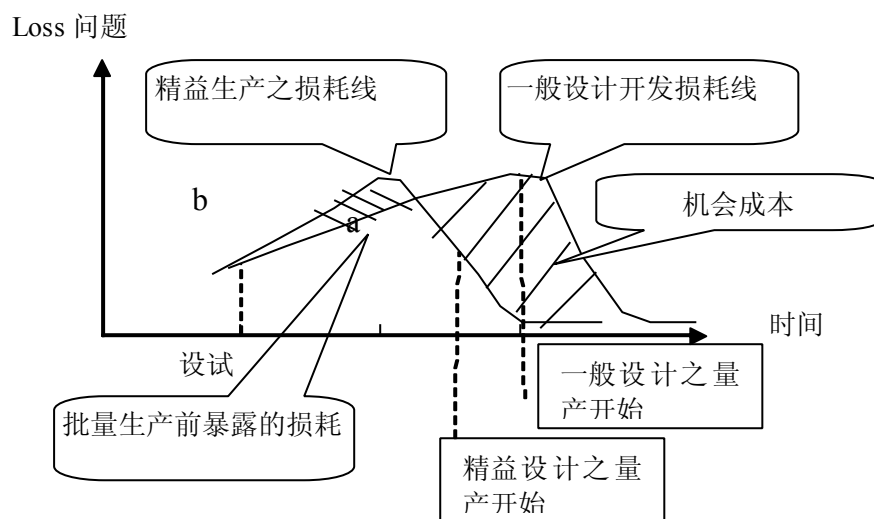 Loss 问题
精益生产之损耗线
一般设计开发损耗线
b
a
机会成本
时间
设试
一般设计之量
产开始
批量生产前暴露的损耗
精益设计之量
产开始